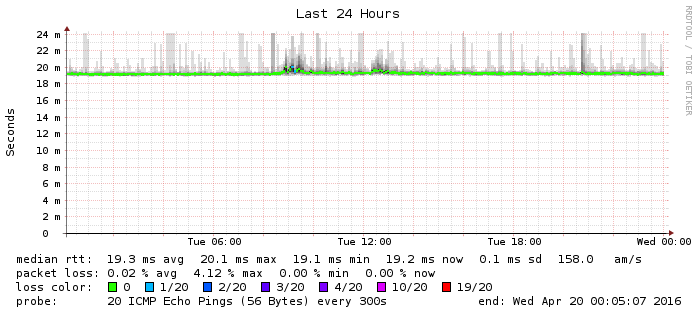 Last 24 Hours
RRDTOOL / TOBI OETIKER
Seconds
24 m
22 m
20 m
18 m
16 m
14 m
12 m
10 m
8 m
6 m
4 m
2 m
0
Tue 06:00 Tue 12:00 Tue 18:00 Wed 00:00
median rtt: 19.3 ms avg 20.1 ms max 19.1 ms min 19.2 ms now 0.1 ms sd 158.0 am/s
packet loss: 0.02 % avg 4.12 % max 0.00 % min 0.00 % now
loss color: 0 1/20 2/20 3/20 4/20 10/20 19/20
probe: 20 ICMP Echo Pings (56 Bytes) every 300s end: Wed Apr 20 00:05:07 2016